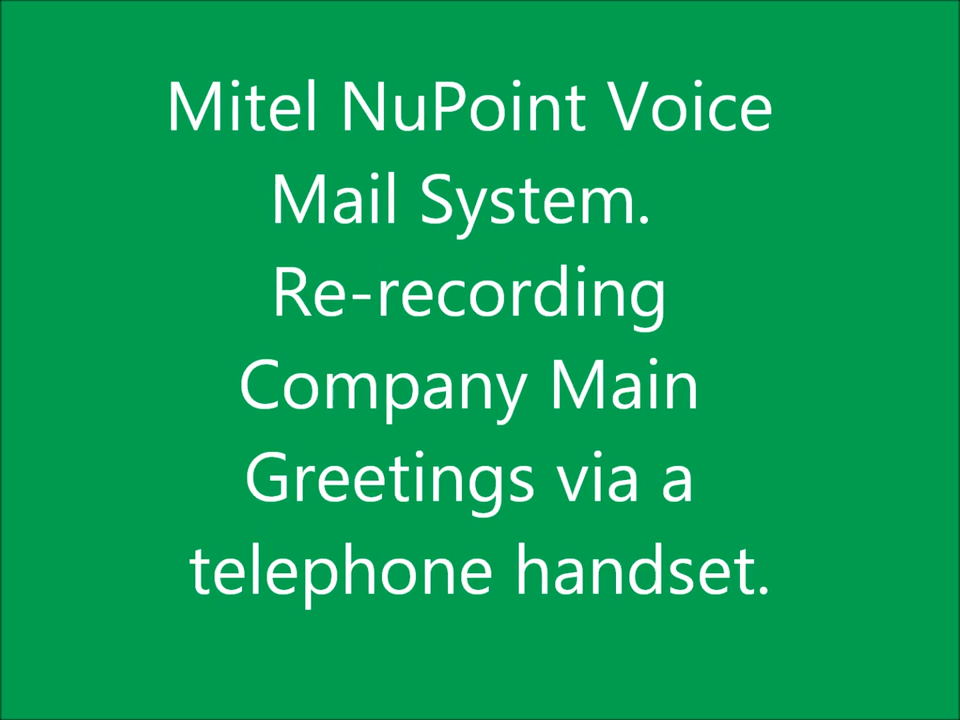 Mitel NuPoint Voice
Mail System.
Re-recording
Company Main
Greetings via a
telephone handset.